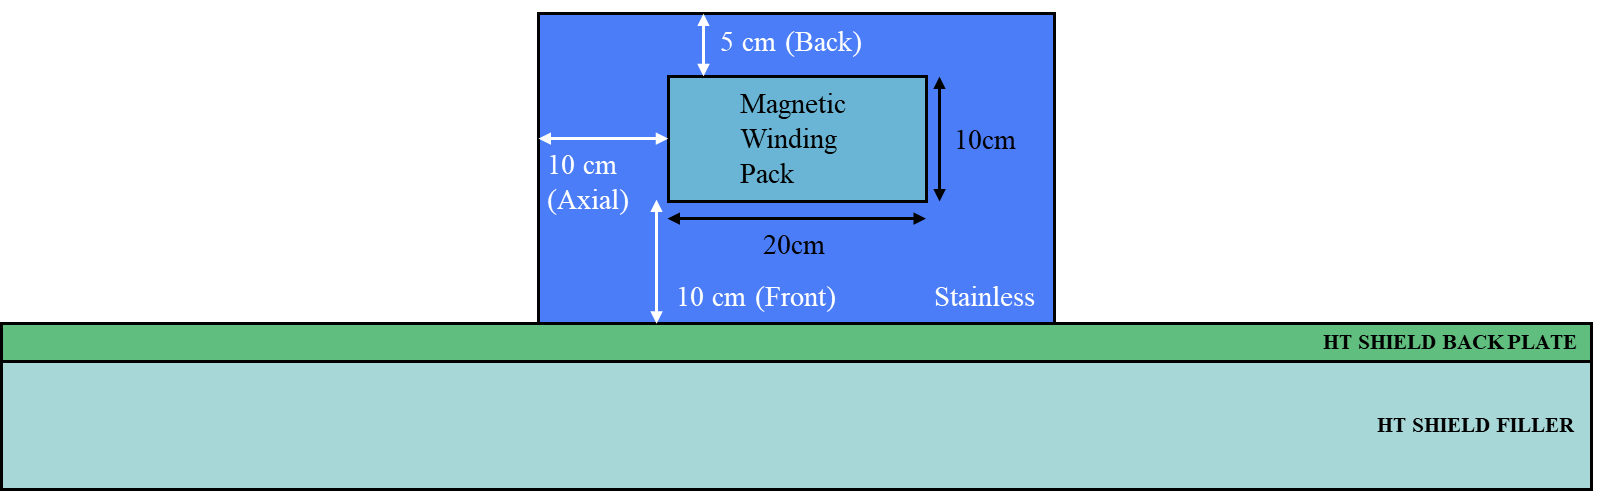 5 cm (Back)
Magnetic
Winding
Pack
10cm
10 cm
(Axial)
20cm
10 cm (Front)
Stainless
HT SHIELD BACK PLATE
HT SHIELD FILLER